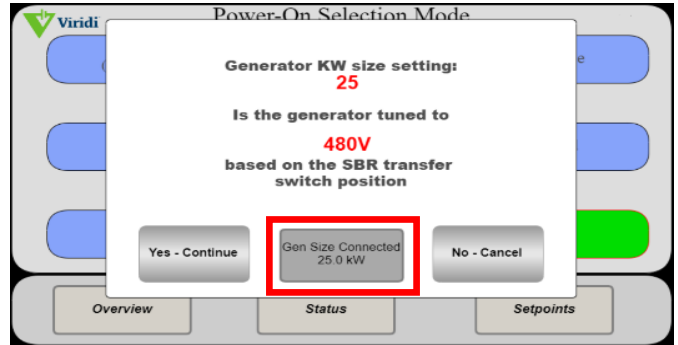 Viridi
Power-On Selection Mode
Generator KW size setting:
25
Is the generator tuned to
480V
based on the SBR transfer
switch position
Yes - Continue
Gen Size Connected
25.0 kW
No - Cancel
Overview
Status
Setpoints